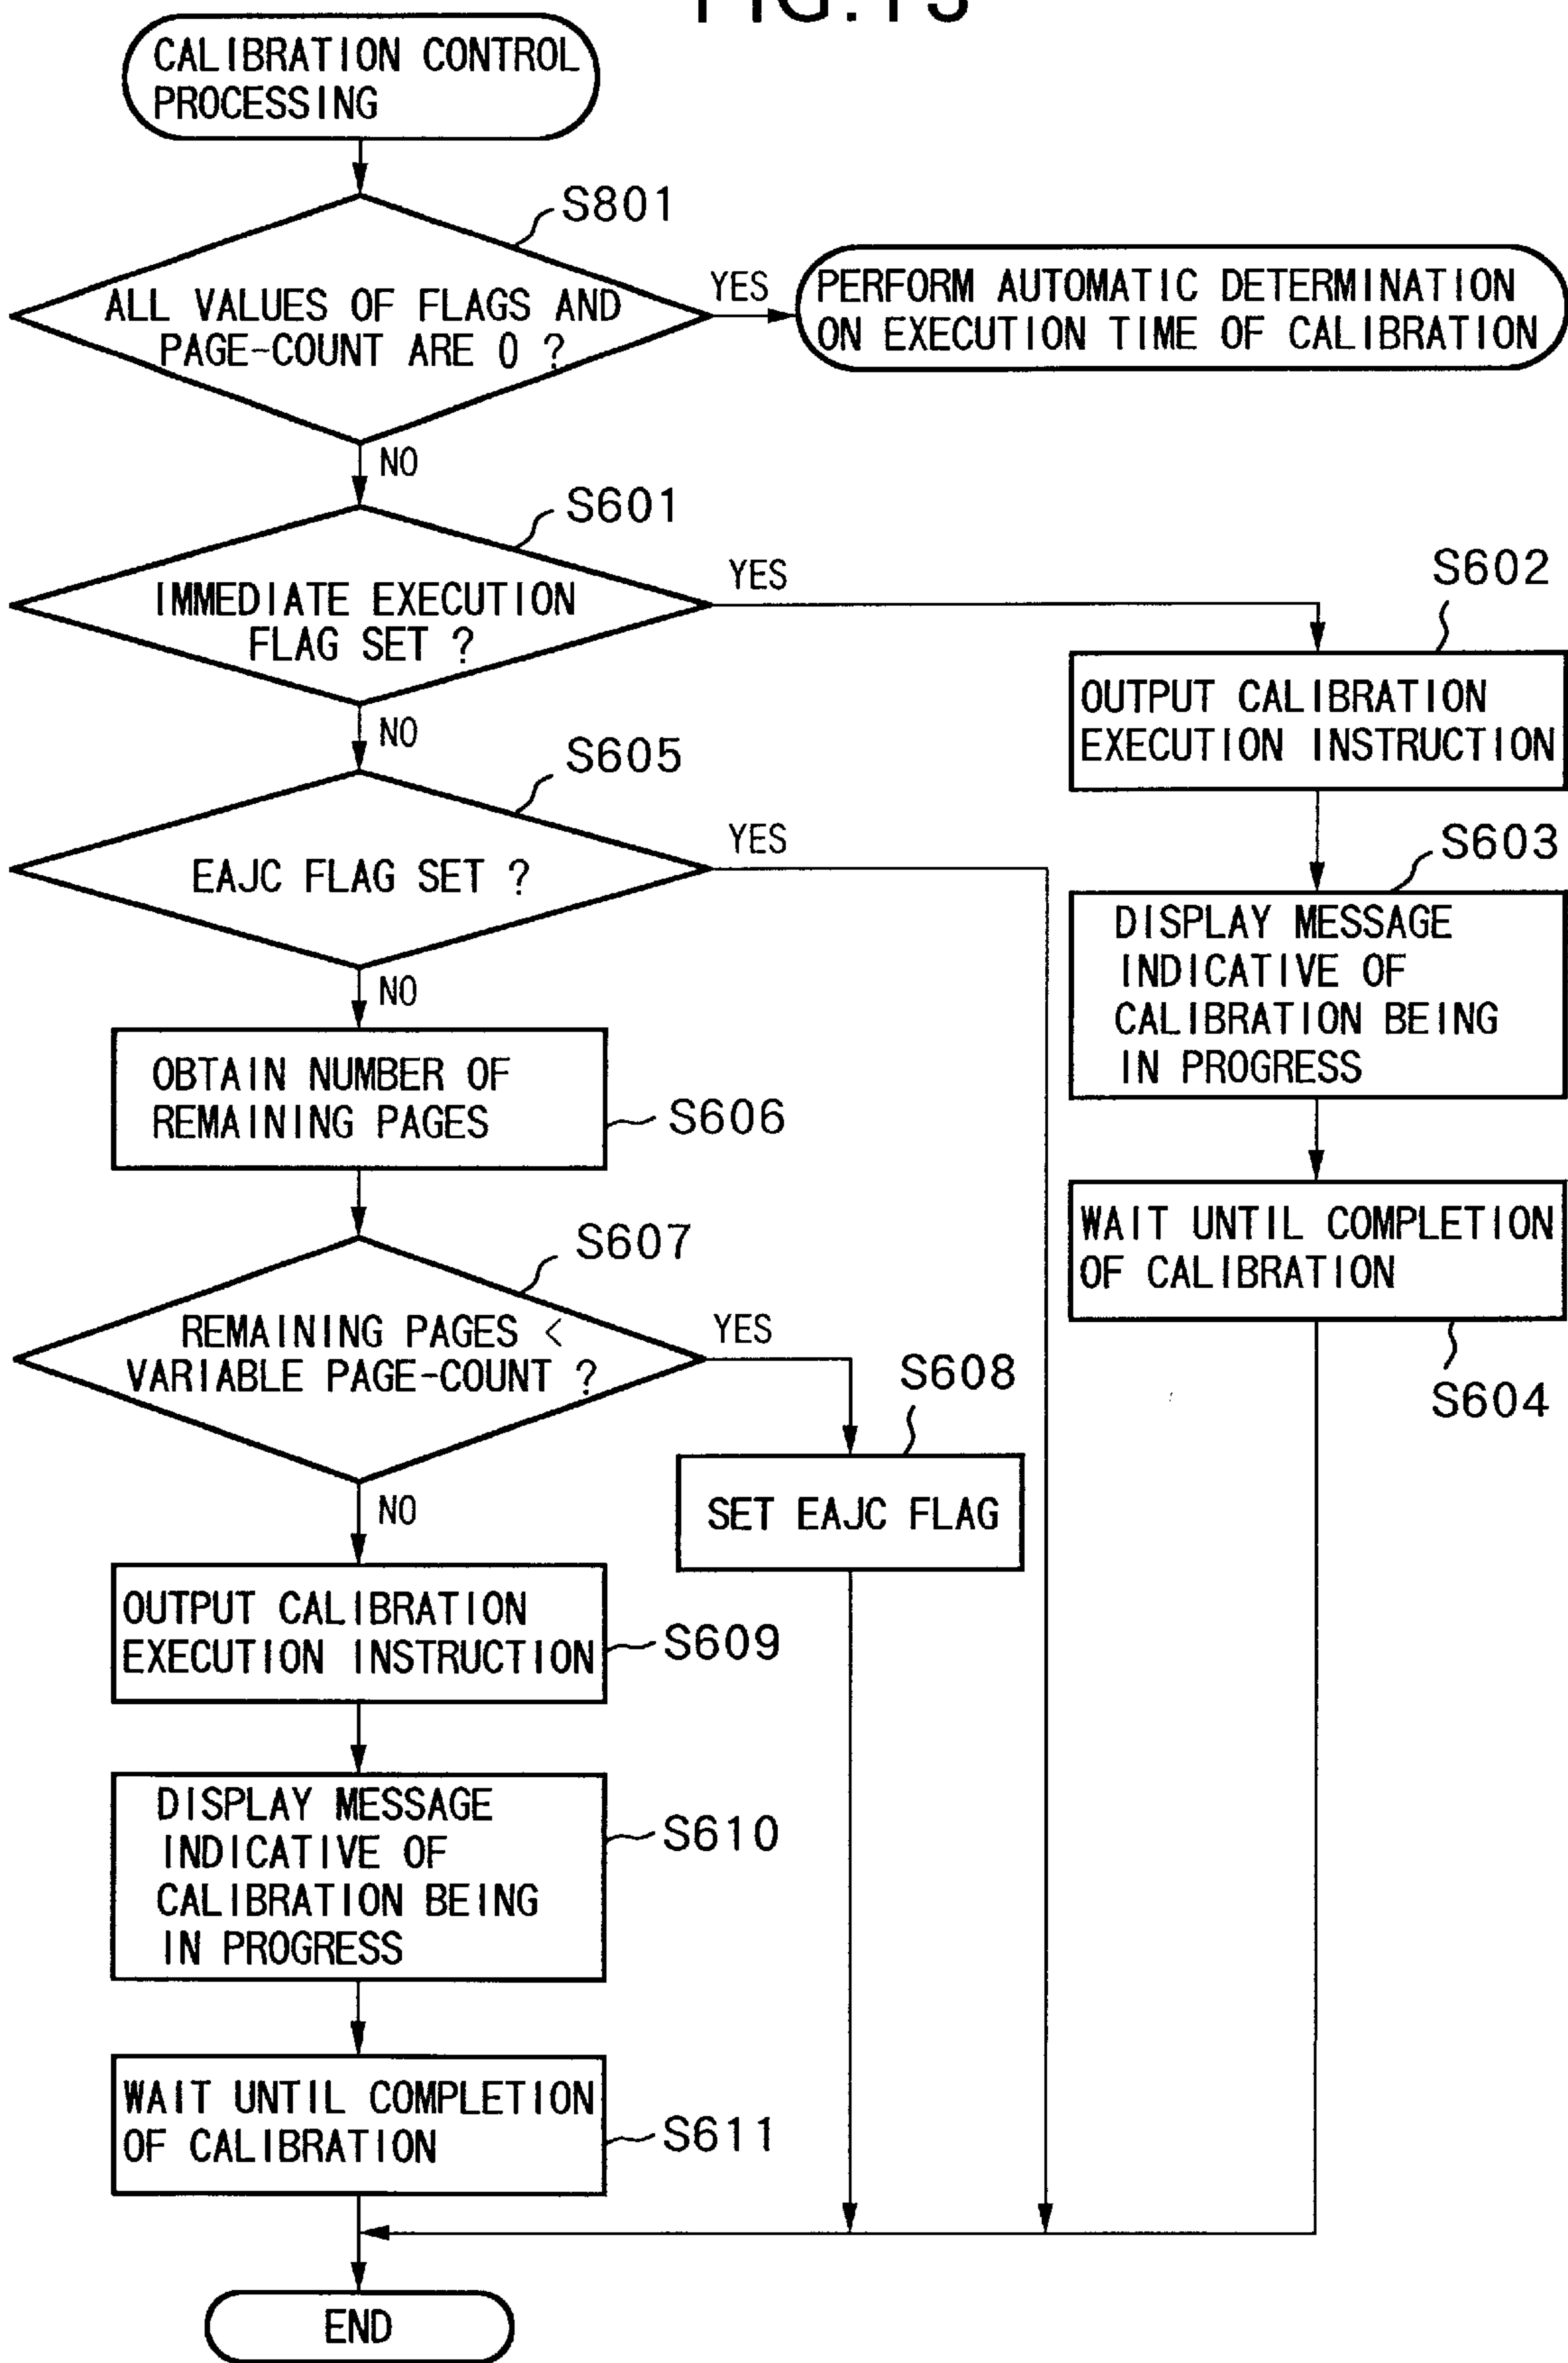 CALIBRATION CONTROL
PROCESSING
S801
ALL VALUES OF FLAGS AND
PAGE-COUNT ARE 0 ?
YES
PERFORM AUTOMATIC DETERMINATION
ON EXECUTION TIME OF CALIBRATION
NO
S601
IMMEDIATE EXECUTION
FLAG SET ?
YES
S602
OUTPUT CALIBRATION
EXECUTION INSTRUCTION
NO
S605
EAJC FLAG SET ?
YES
S603
DISPLAY MESSAGE
INDICATIVE OF
CALIBRATION BEING
IN PROGRESS
NO
OBTAIN NUMBER OF
REMAINING PAGES
S606
WAIT UNTIL COMPLETION
OF CALIBRATION
S604
S607
REMAINING PAGES <
VARIABLE PAGE-COUNT ?
YES
S608
SET EAJC FLAG
NO
OUTPUT CALIBRATION
EXECUTION INSTRUCTION
S609
DISPLAY MESSAGE
INDICATIVE OF
CALIBRATION BEING
IN PROGRESS
S610
WAIT UNTIL COMPLETION
OF CALIBRATION
S611
END